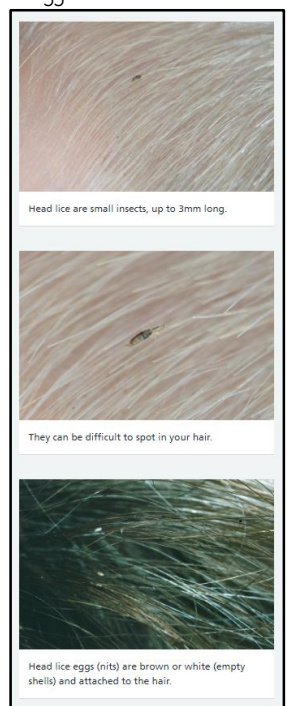 Head lice are small insects, up to 3mm long.
They can be difficult to spot in your hair.
Head lice eggs (nits) are brown or white (empty
shells) and attached to the hair.